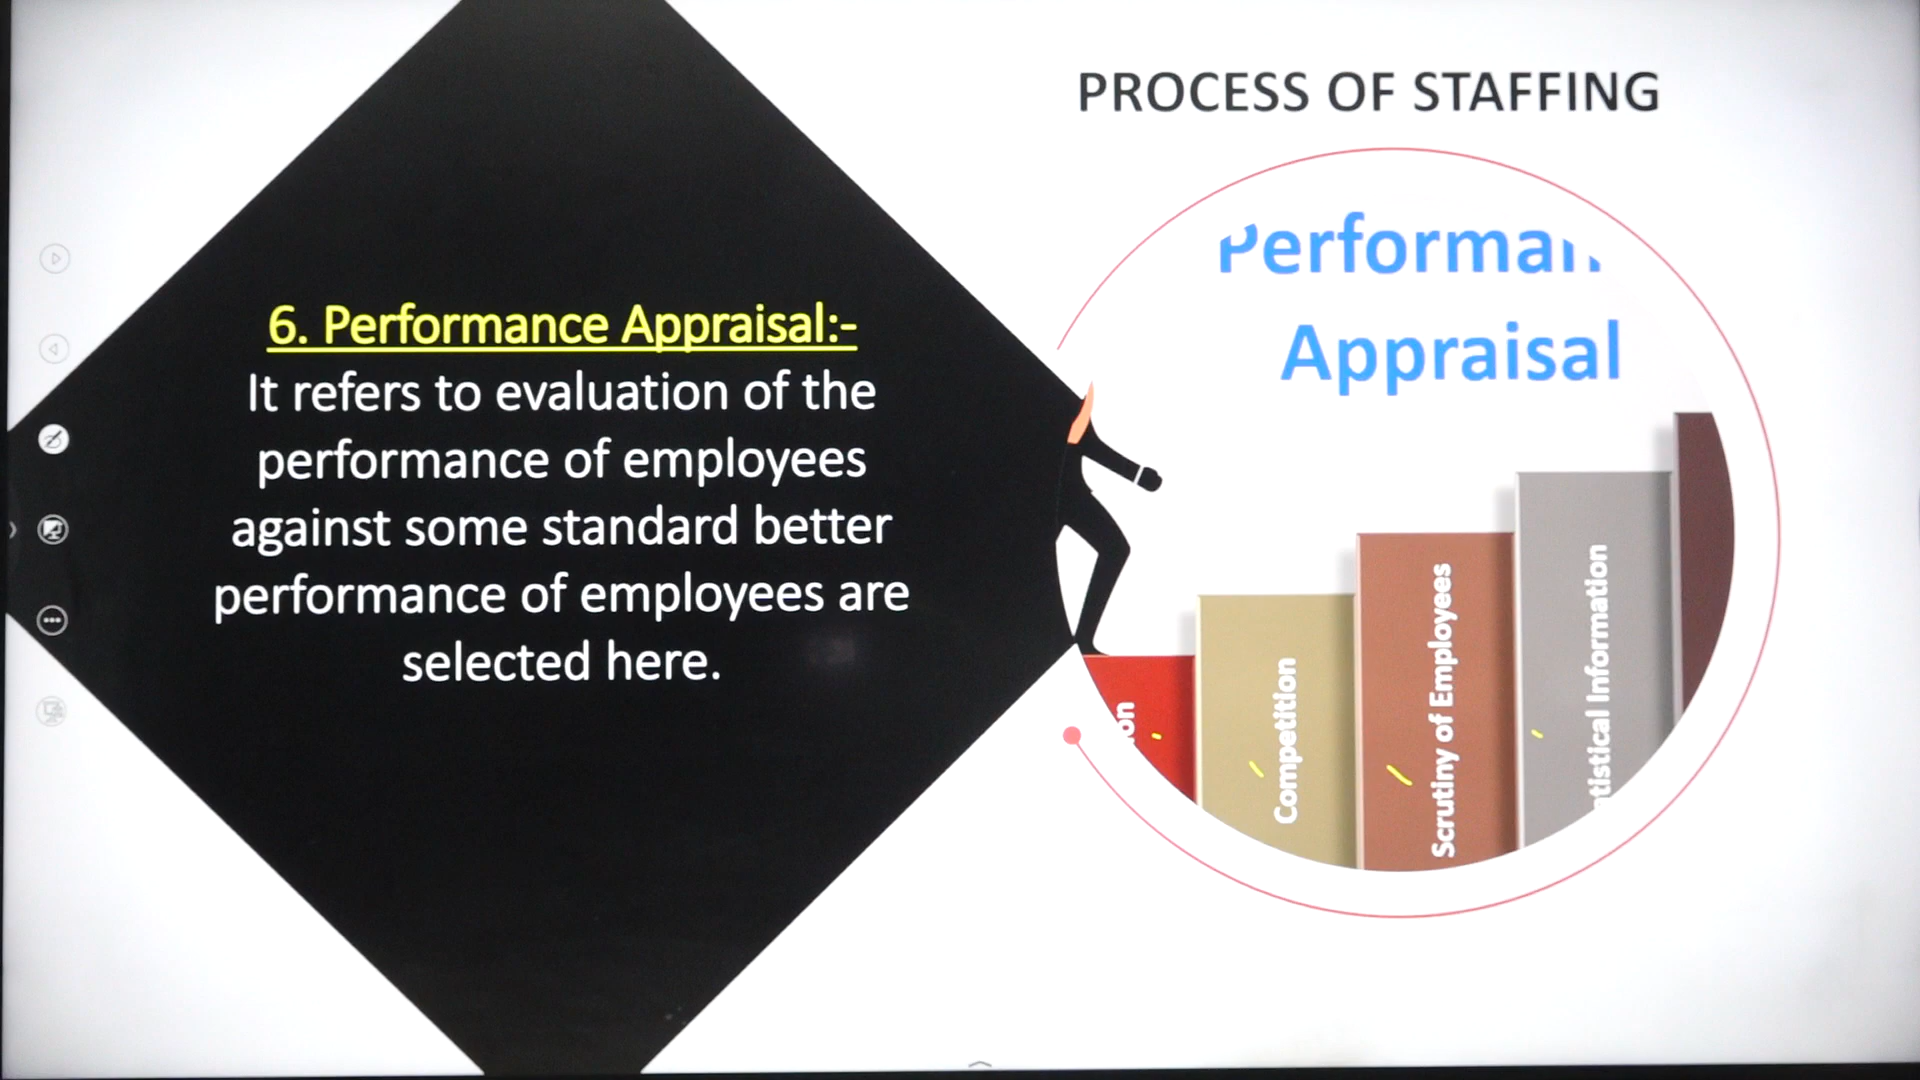 PROCESS OF STAFFING
6. Performance Appraisal:-
It refers to evaluation of the
performance of employees
against some standard better
performance of employees are
selected here.
Appraisal
Competition
Scrutiny of Employees
Information